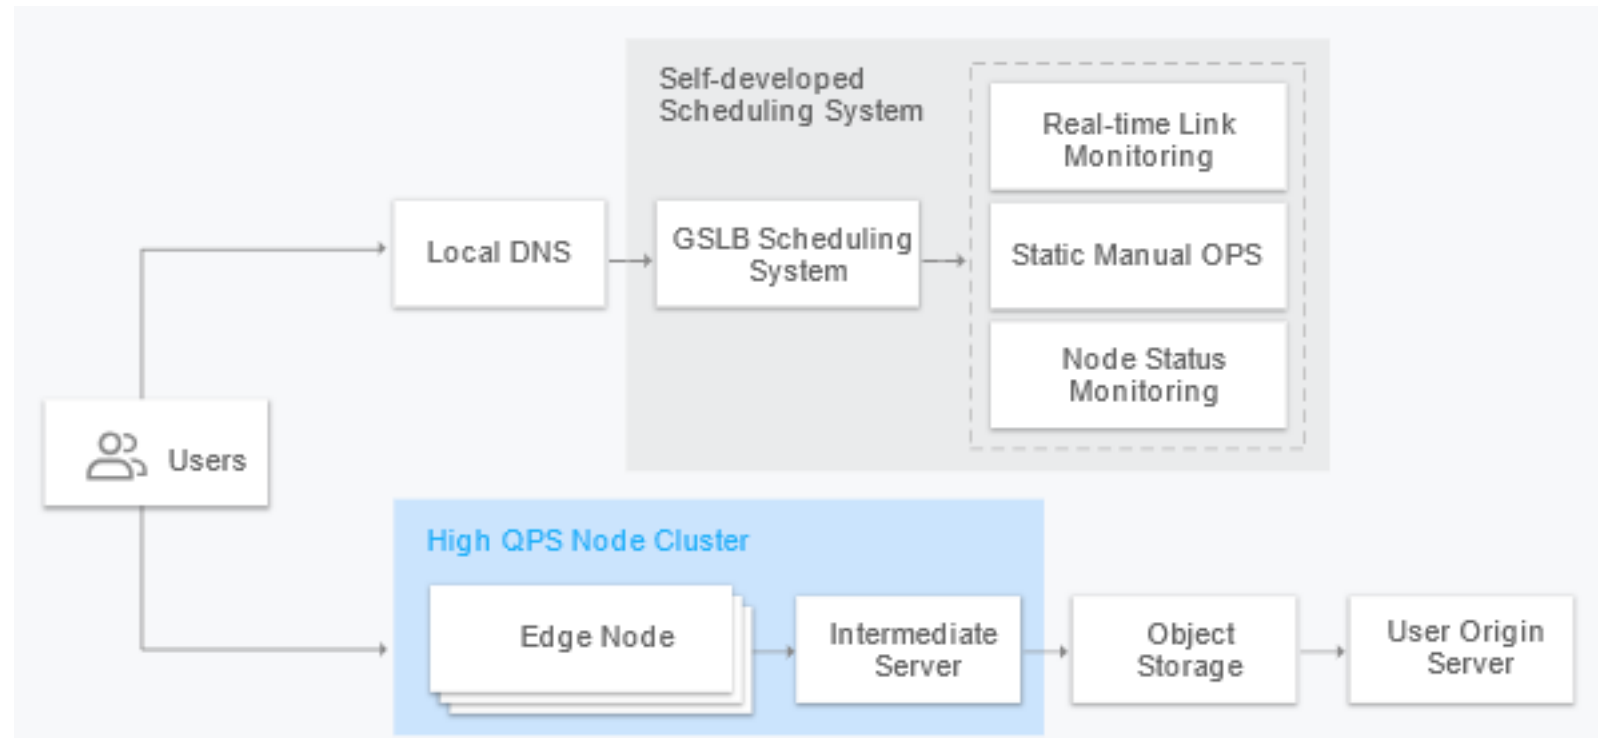 Self-developed
Scheduling System
Real-time Link
Monitoring
Local DNS
GSLB Scheduling
System
Static Manual OPS
Node Status
Monitoring
Users
High QPS Node Cluster
Edge Node
Intermediate
Server
Object
Storage
User Origin
Server